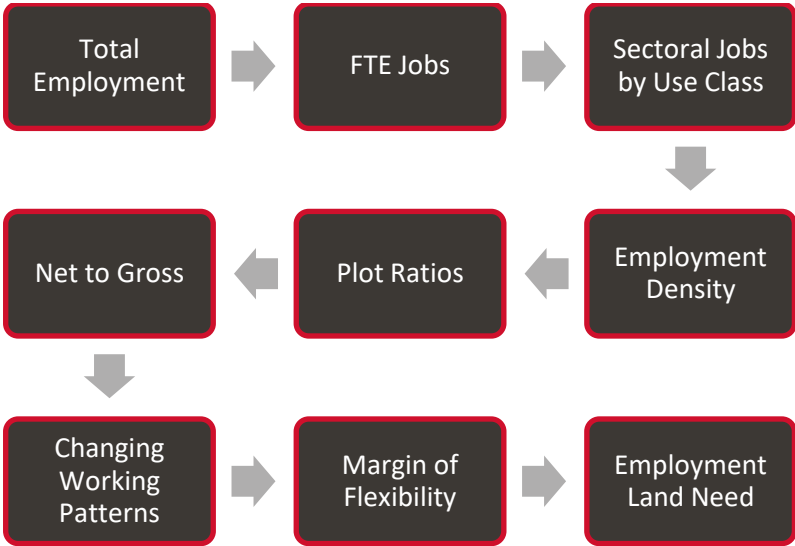 Total
Employment
FTE Jobs
Sectoral Jobs
by Use Class
Employment
Density
Plot Ratios
Net to Gross
Changing
Working
Patterns
Margin of
Flexibility
Employment
Land Need